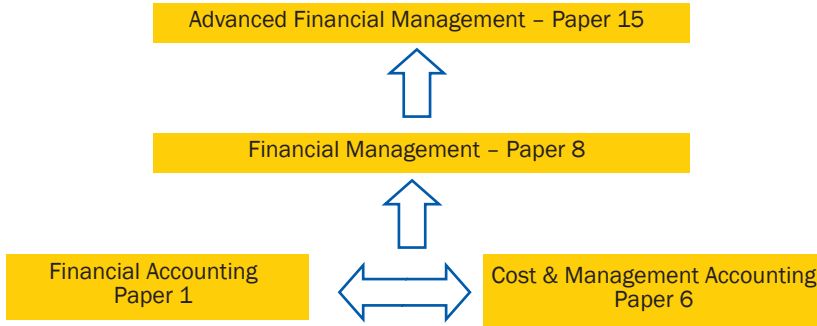 Advanced Financial Management – Paper 15
Financial Management – Paper 8
Financial Accounting
Paper 1
Cost & Management Accounting
Paper 6